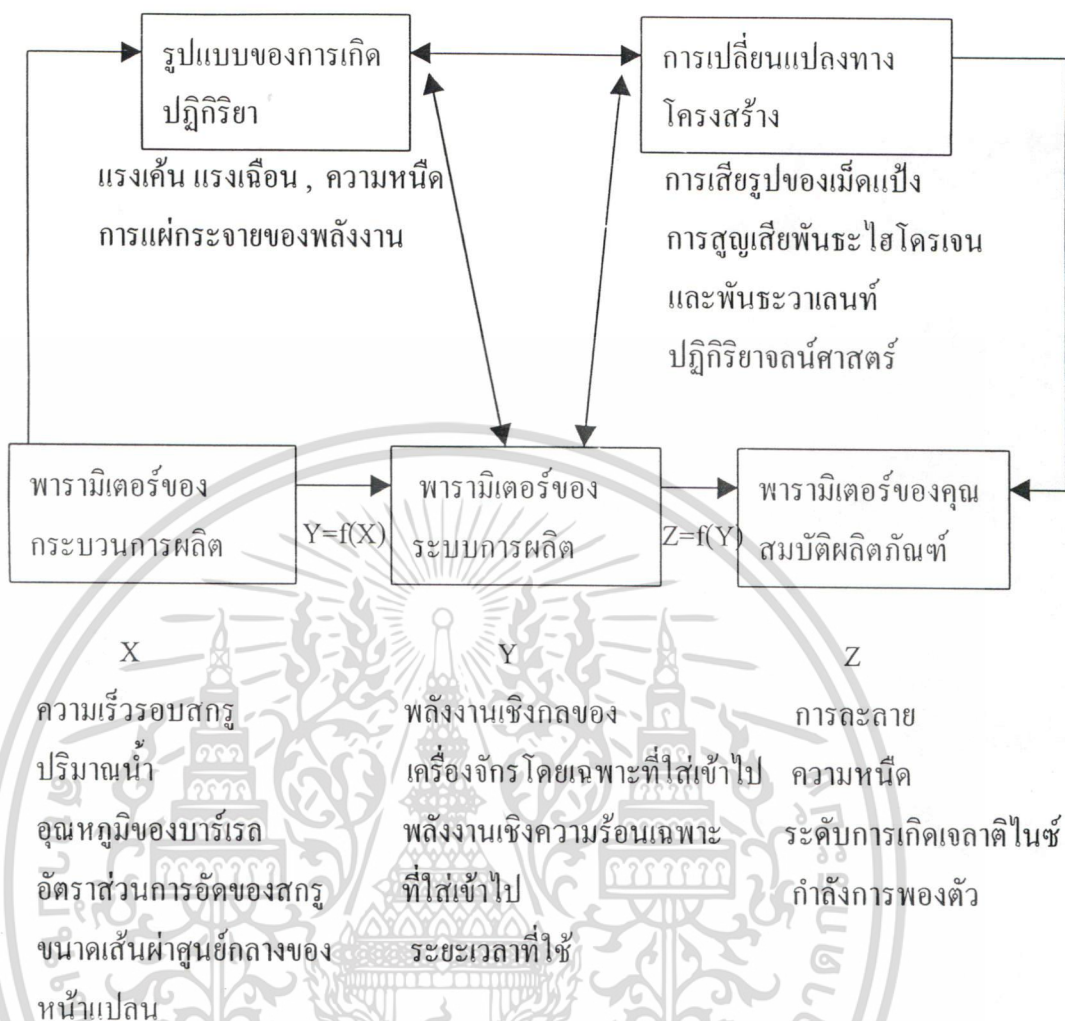 รูปแบบของการเกิด
ปฏิกิริยา
การเปลี่ยนแปลงทาง
โครงสร้าง
แรงเค้น แรงเฉือน , ความหนืด
การแผ่กระจายของพลังงาน
การเสียรูปของเม็ดแป้ง
การสูญเสียพันธะไฮโดรเจน
และพันธะวาเลนท์
ปฏิกิริยาจลน์ศาสตร์
พารามิเตอร์ของ
กระบวนการผลิต
Y=f(X)
พารามิเตอร์ของ
ระบบการผลิต
Z=f(Y)
พารามิเตอร์ของคุณ
สมบัติผลิตภัณฑ์
X
ความเร็วรอบสกรู
ปริมาณน้ำ
อุณหภูมิของบาร์เรล
อัตราส่วนการอัดของสกรู
ขนาดเส้นผ่าศูนย์กลางของ
หน้าแปลน
Y
พลังงานเชิงกลของ
เครื่องจักรโดยเฉพาะที่ใส่เข้าไป
พลังงานเชิงความร้อนเฉพาะ
ที่ใส่เข้าไป
ระยะเวลาที่ใช้
Z
การละลาย
ความหนืด
ระดับการเกิดเจลาติไนซ์
กำลังการพองตัว